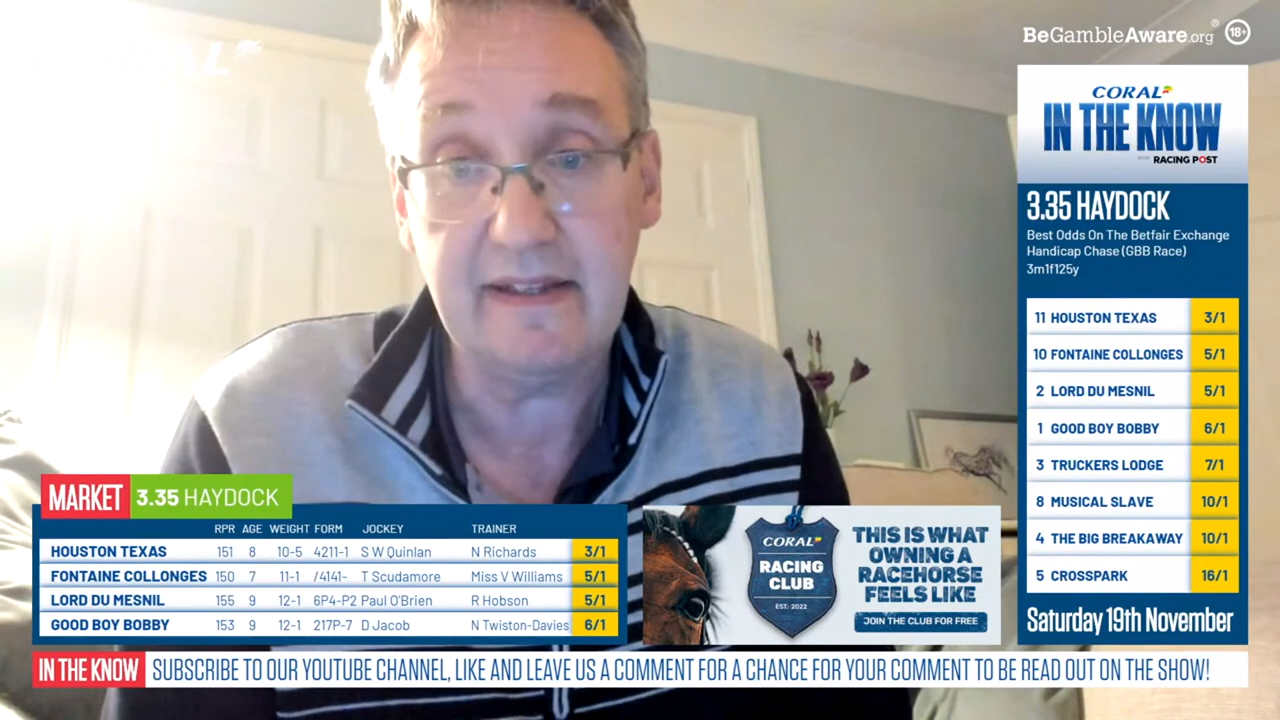 CORAL
BeGambleAware.org® 18+
CORAL
IN THE KNOW
WITH RACING POST
3.35 HAYDOCK
Best Odds On The Betfair Exchange
Handicap Chase (GBB Race)
3m1f125y
11 HOUSTON TEXAS 3/1
10 FONTAINE COLLONGES 5/1
2 LORD DU MESNIL 5/1
1 GOOD BOY BOBBY 6/1
3 TRUCKERS LODGE 7/1
8 MUSICAL SLAVE 10/1
4 THE BIG BREAKAWAY 10/1
5 CROSSPARK 16/1
Saturday 19th November
MARKET 3.35 HAYDOCK
RPR AGE WEIGHT FORM JOCKEY TRAINER
HOUSTON TEXAS 151 8 10-5 4211-1 S W Quinlan N Richards 3/1
FONTAINE COLLONGES 150 7 11-1 /4141- T Scudamore Miss V Williams 5/1
LORD DU MESNIL 155 9 12-1 6P4-P2 Paul O'Brien R Hobson 5/1
GOOD BOY BOBBY 153 9 12-1 217P-7 D Jacob N Twiston-Davies 6/1
CORAL
RACING
CLUB
EST. 2022
THIS IS WHAT
OWNING A
RACEHORSE
FEELS LIKE
JOIN THE CLUB FOR FREE
IN THE KNOW SUBSCRIBE TO OUR YOUTUBE CHANNEL, LIKE AND LEAVE US A COMMENT FOR A CHANCE FOR YOUR COMMENT TO BE READ OUT ON THE SHOW!